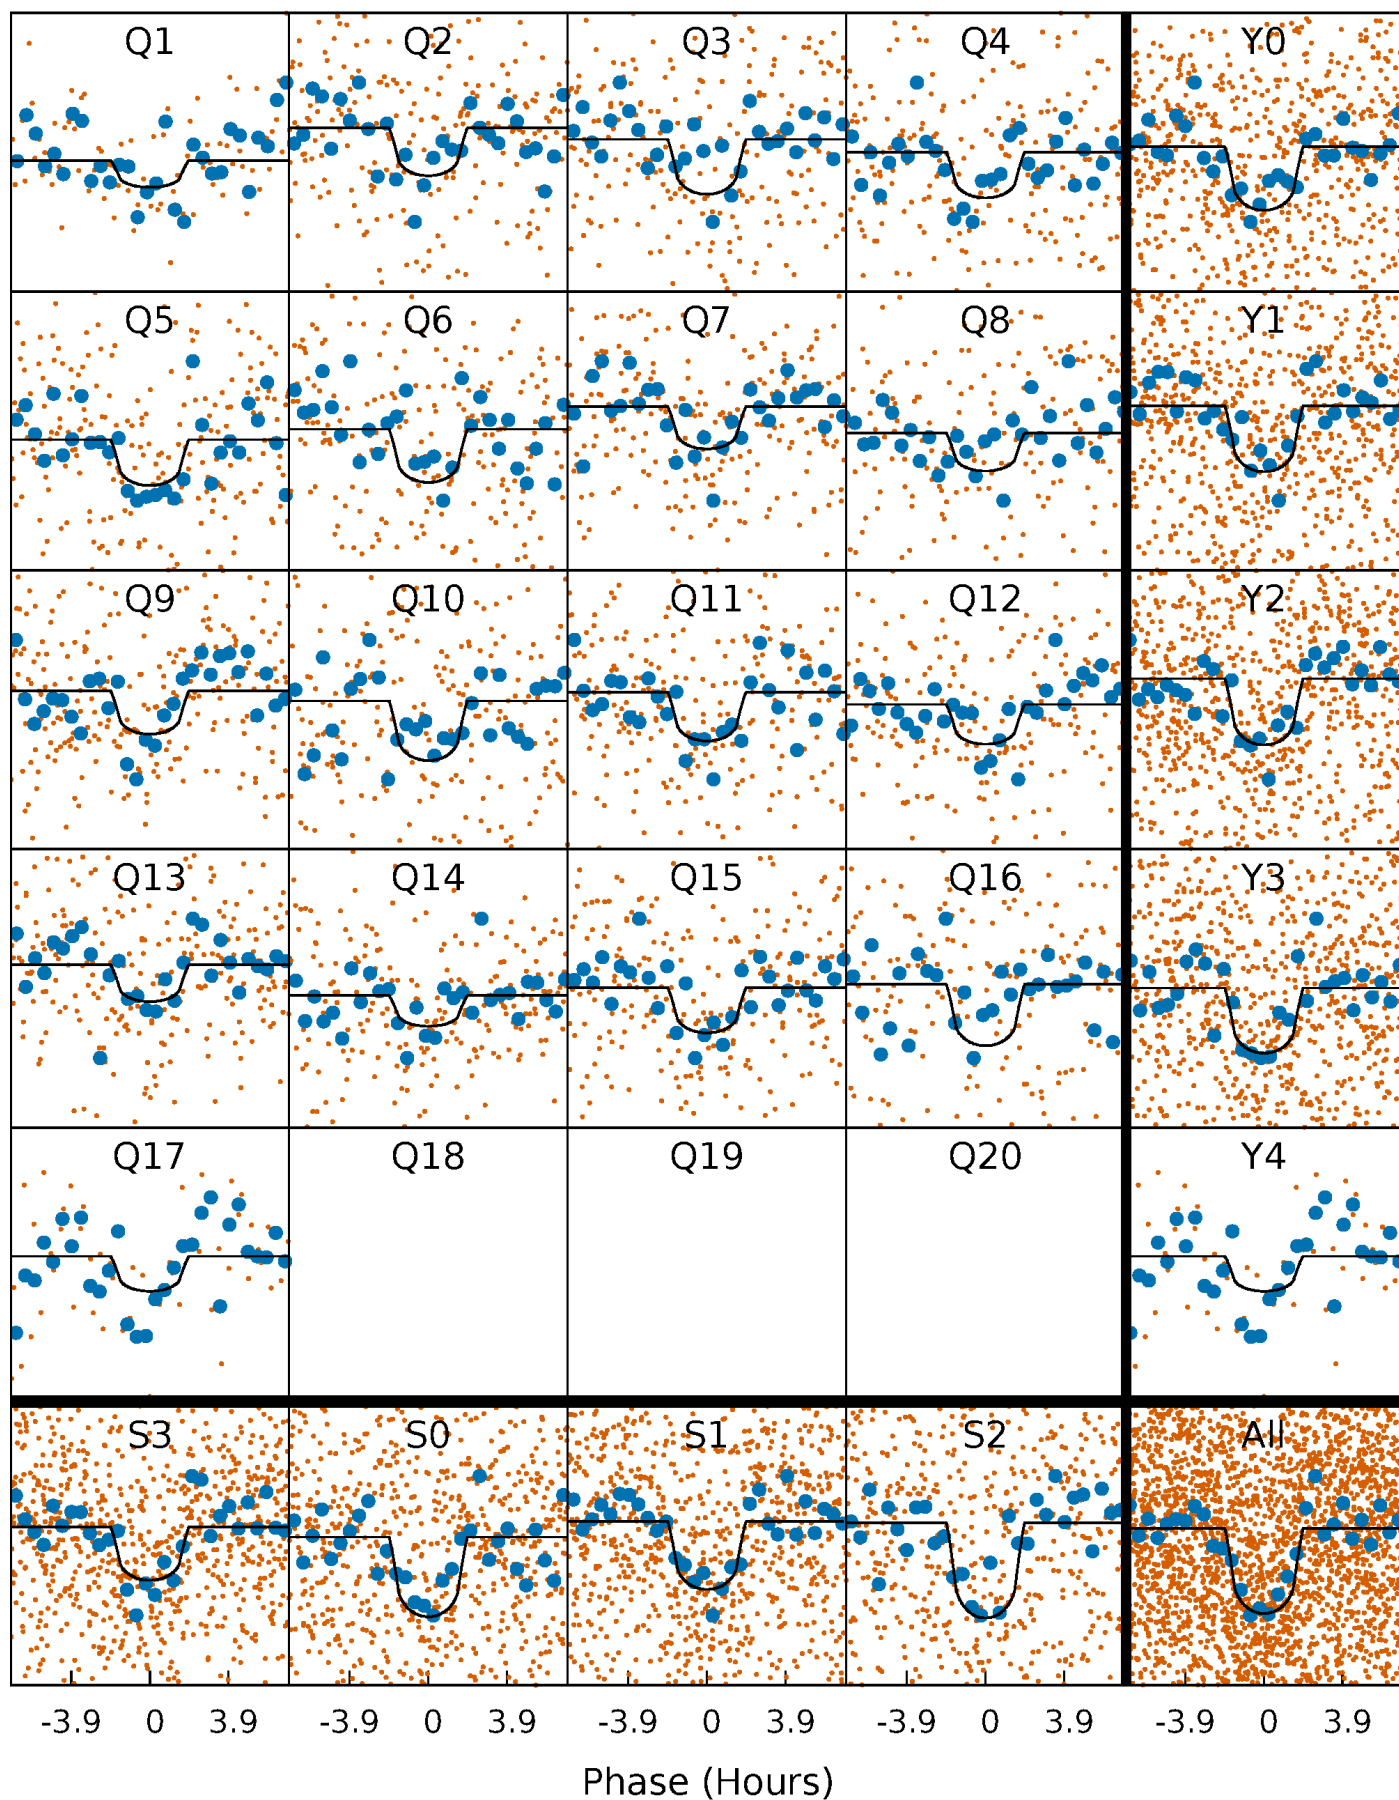 Q1 Q2 Q3 Q4 Y0
Q5 Q6 Q7 Q8 Y1
Q9 Q10 Q11 Q12 Y2
Q13 Q14 Q15 Q16 Y3
Q17 Q18 Q19 Q20 Y4
S3 S0 S1 S2 All
-3.9 0 3.9 -3.9 0 3.9 -3.9 0 3.9 -3.9 0 3.9 -3.9 0 3.9
Phase (Hours)